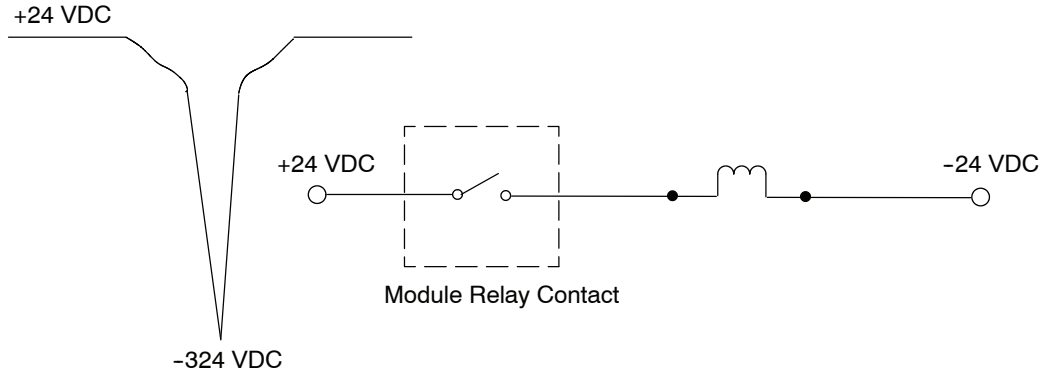 +24 VDC
+24 VDC
-24 VDC
Module Relay Contact
-324 VDC